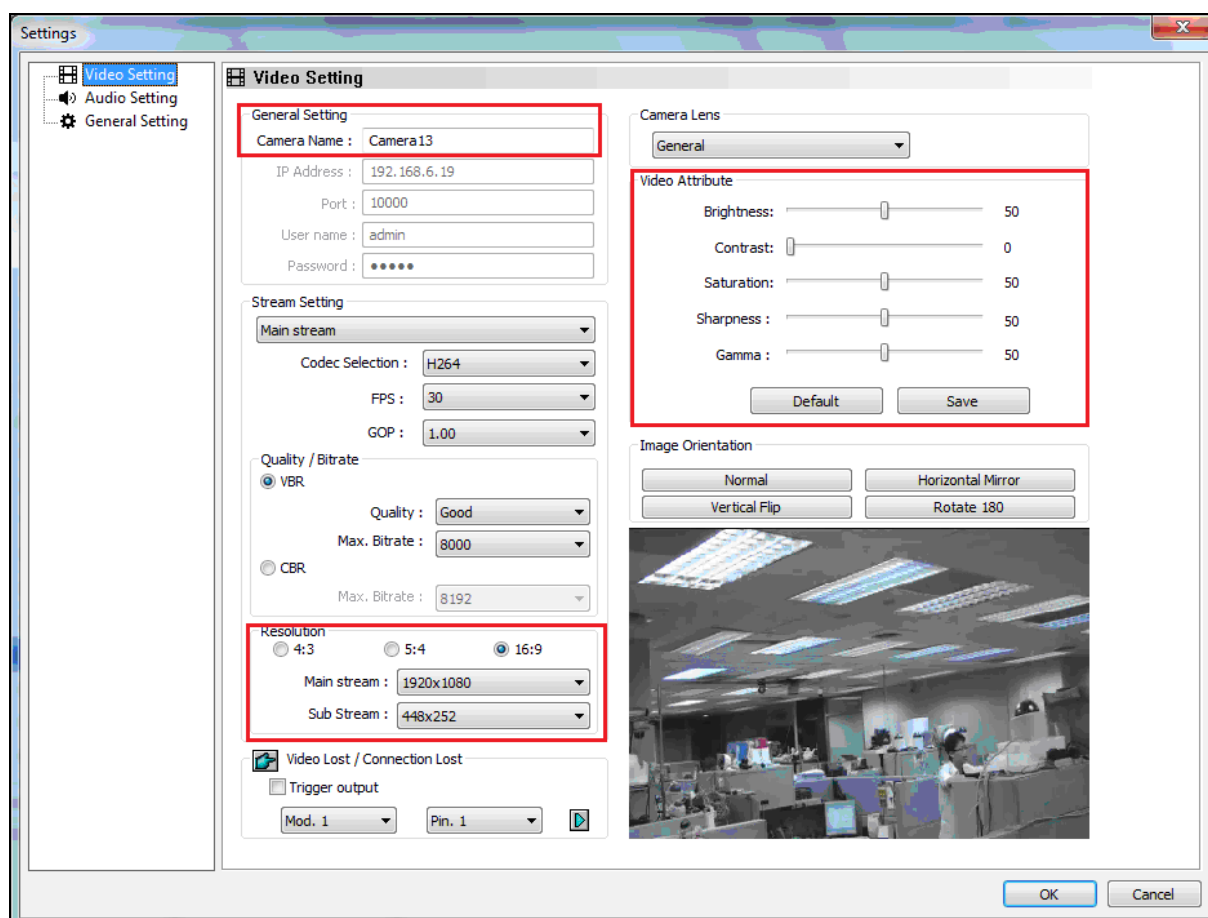 Settings
x
Video Setting
Audio Setting
General Setting
Video Setting
General Setting
Camera Name : Camera13
IP Address : 192.168.6.19
Port : 10000
User name : admin
Password : •••••
Stream Setting
Main stream
Codec Selection : H264
FPS : 30
GOP : 1.00
Quality / Bitrate
VBR
Quality : Good
Max. Bitrate : 8000
CBR
Max. Bitrate : 8192
Resolution
4:3 5:4 16:9
Main stream : 1920x1080
Sub Stream : 448x252
Video Lost / Connection Lost
Trigger output
Mod. 1 Pin. 1
Camera Lens
General
Video Attribute
Brightness: 50
Contrast: 0
Saturation: 50
Sharpness : 50
Gamma : 50
Default Save
Image Orientation
Normal Horizontal Mirror
Vertical Flip Rotate 180
OK Cancel